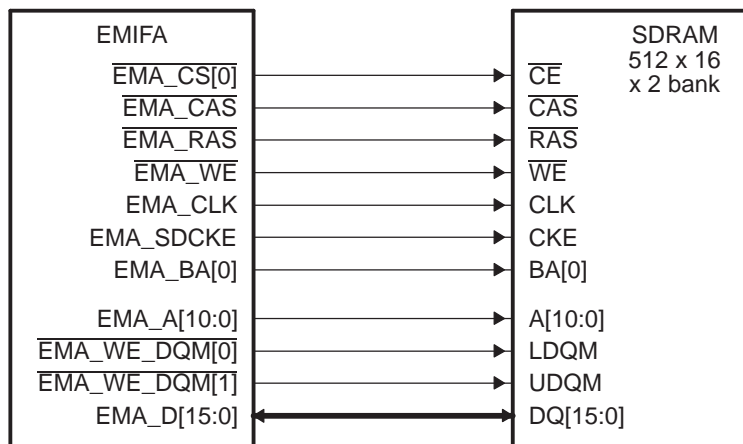 EMIFA SDRAM
512 x 16
x 2 bank
EMA_CS[0] CE
EMA_CAS CAS
EMA_RAS RAS
EMA_WE WE
EMA_CLK CLK
EMA_SDCKE CKE
EMA_BA[0] BA[0]
EMA_A[10:0] A[10:0]
EMA_WE_DQM[0] LDQM
EMA_WE_DQM[1] UDQM
EMA_D[15:0] DQ[15:0]